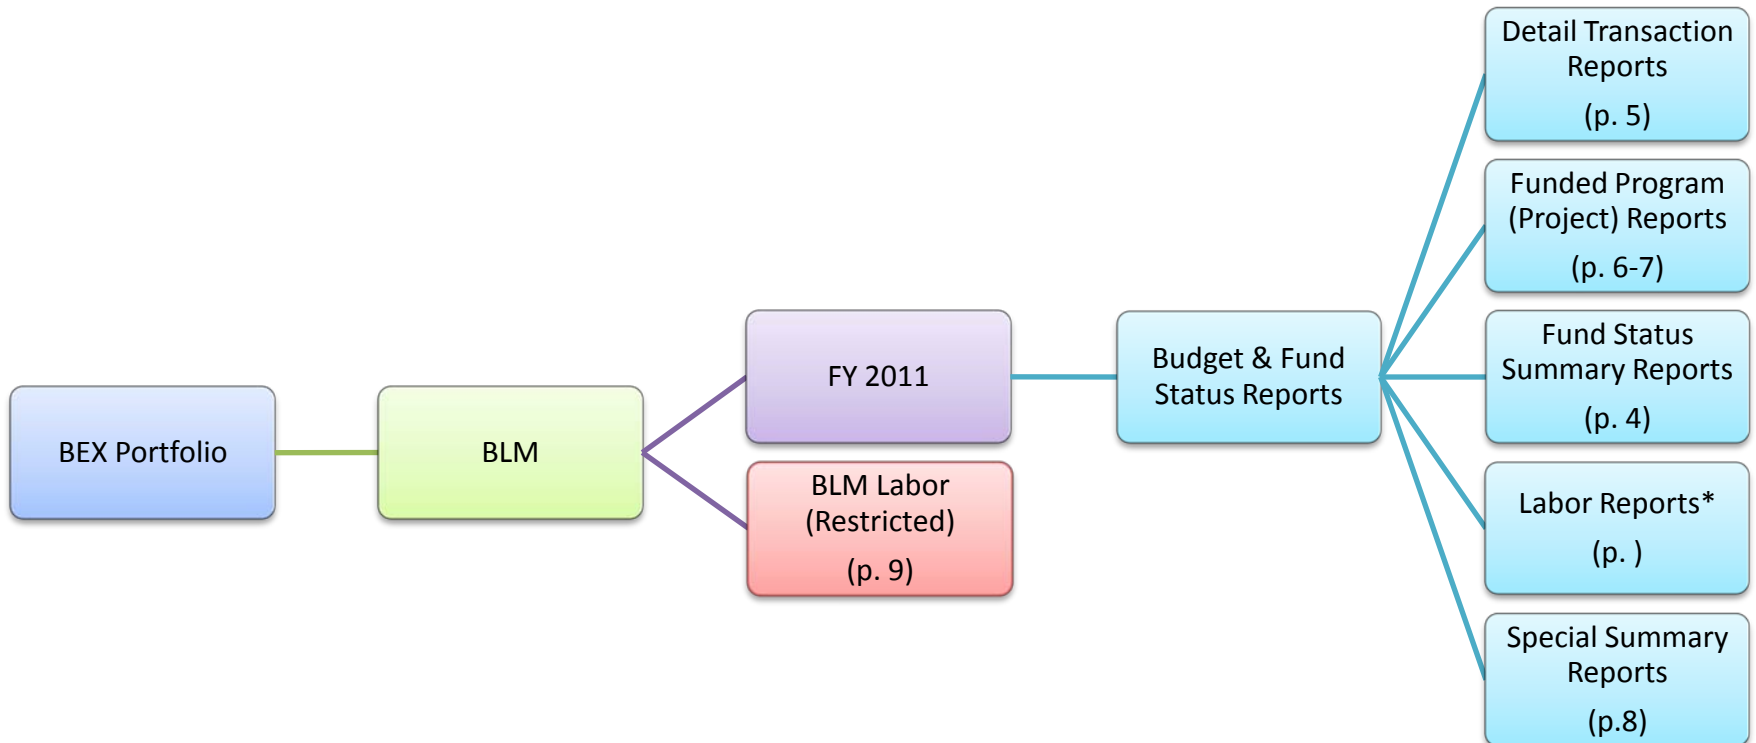 BEX Portfolio
BLM
FY 2011
BLM Labor
(Restricted)
(p. 9)
Budget & Fund
Status Reports
Detail Transaction
Reports
(p. 5)
Funded Program
(Project) Reports
(p. 6-7)
Fund Status
Summary Reports
(p. 4)
Labor Reports*
(p. )
Special Summary
Reports
(p.8)